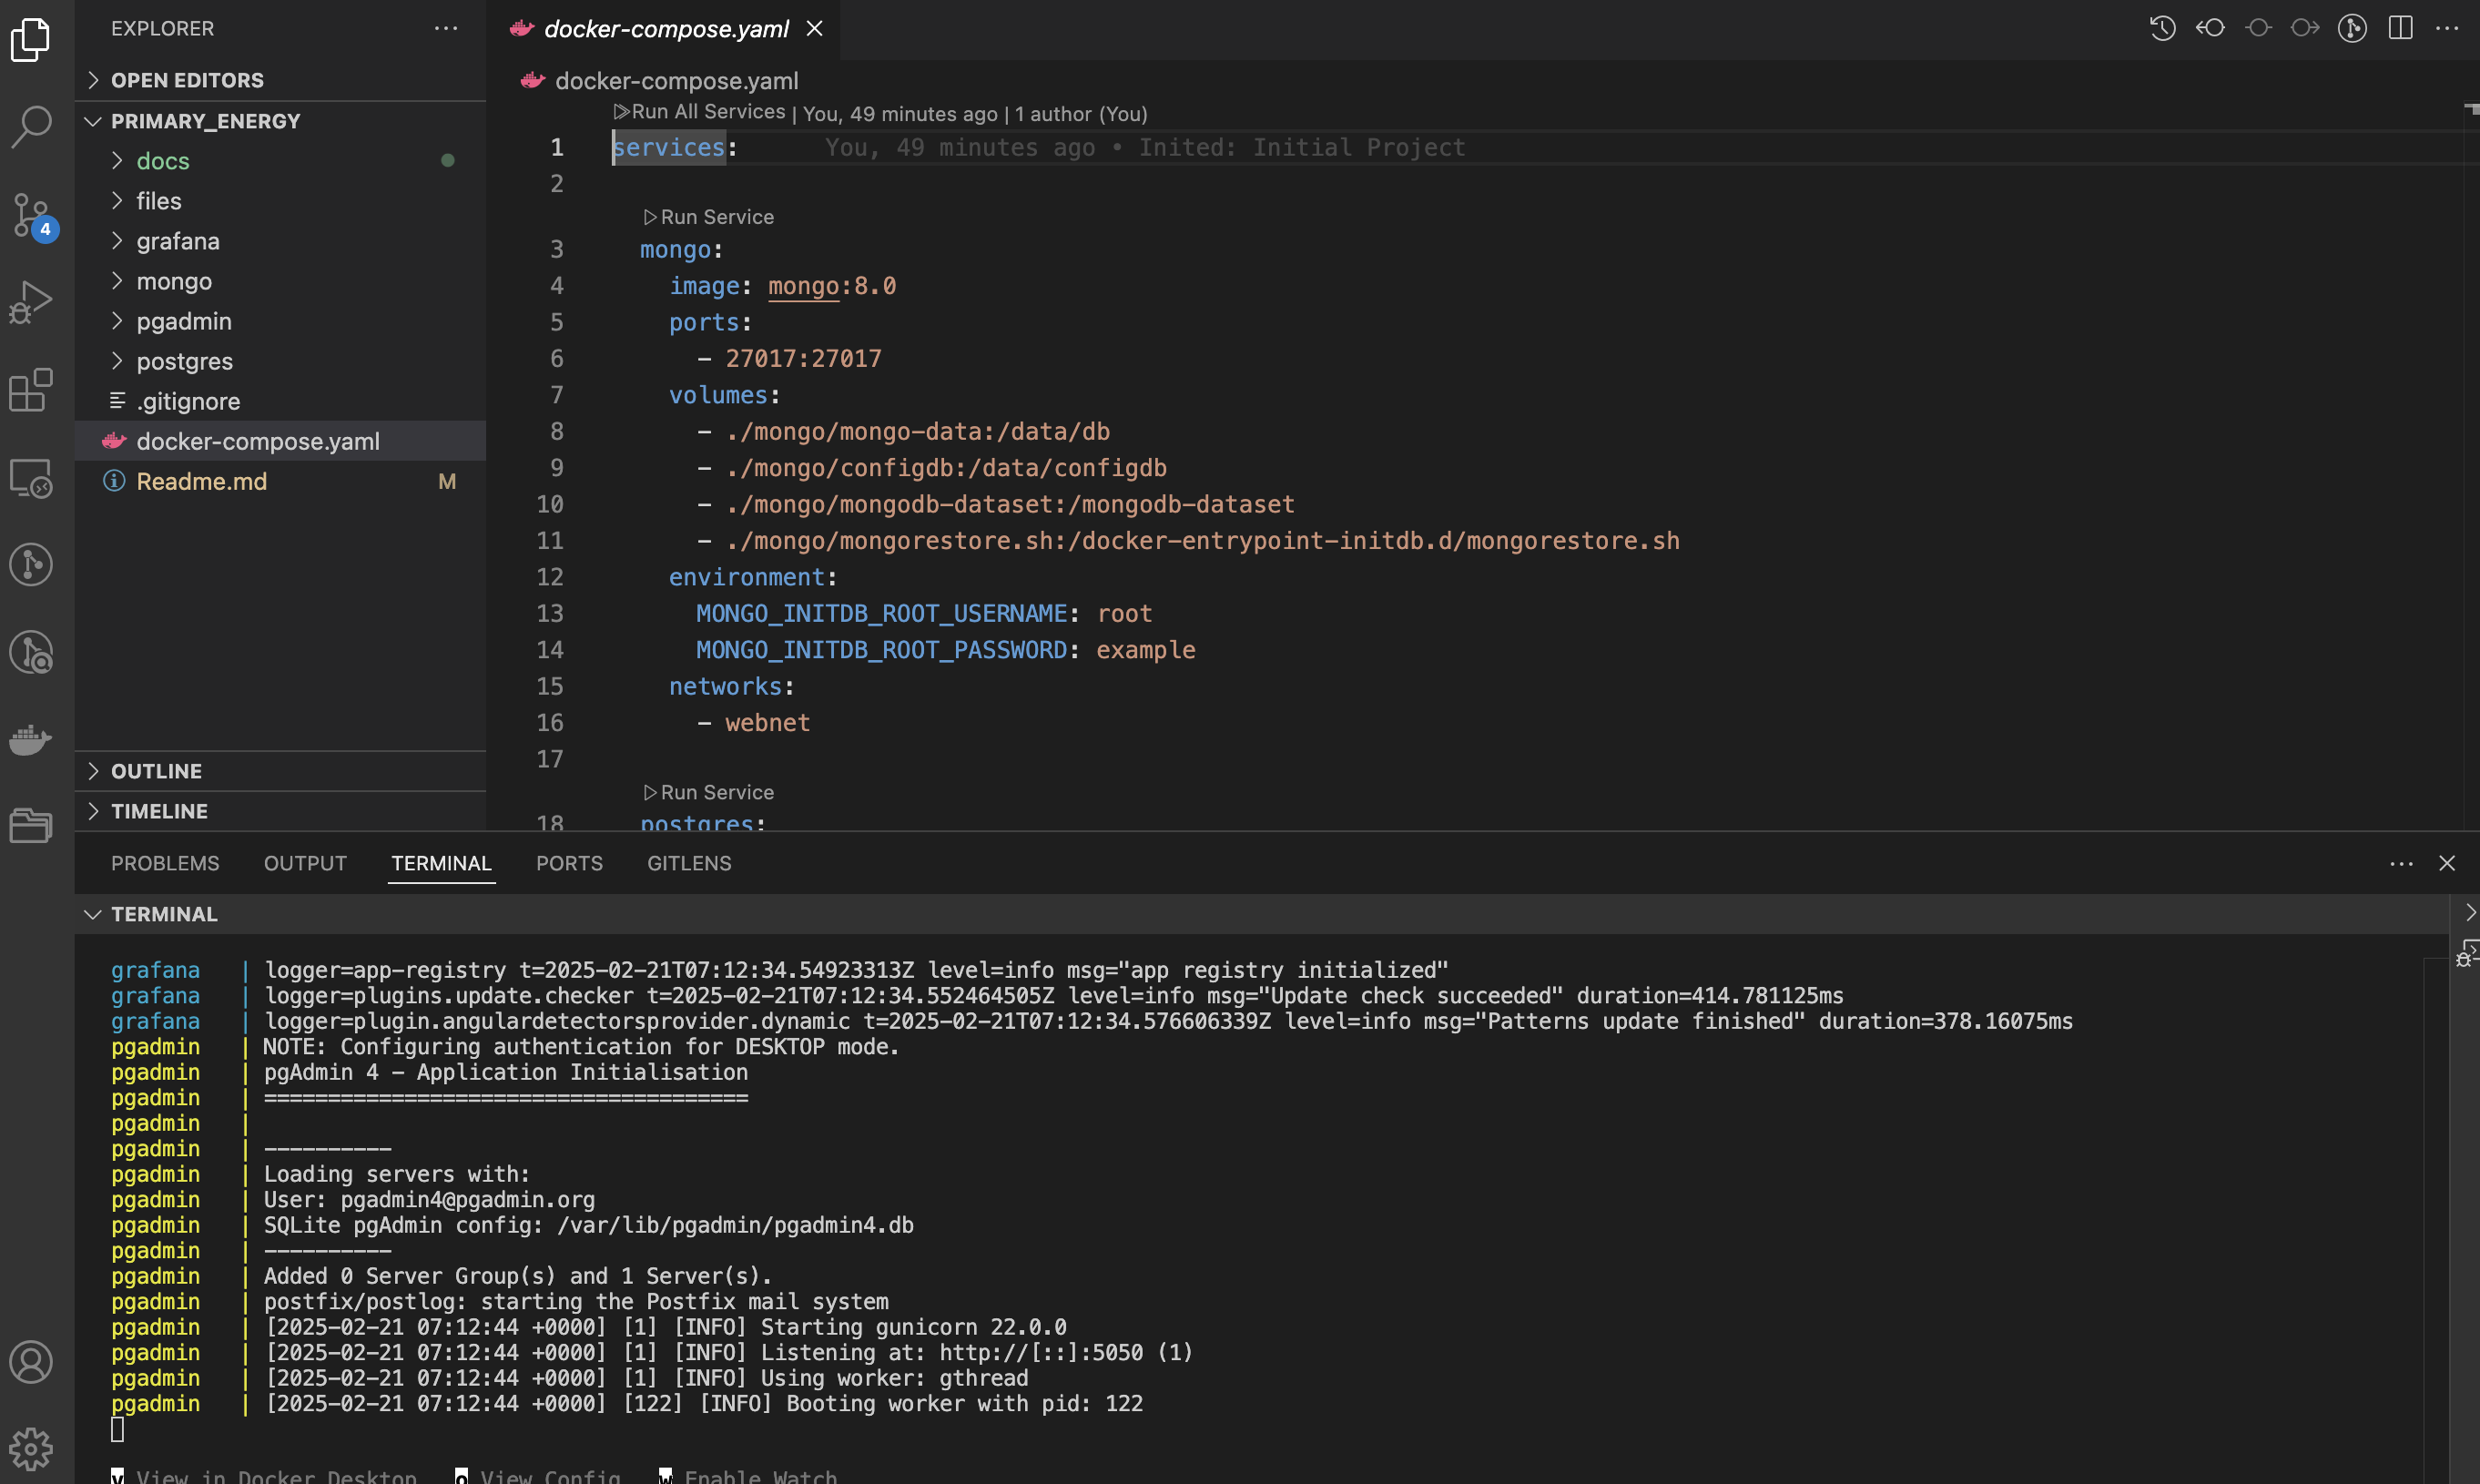 EXPLORER
OPEN EDITORS
PRIMARY_ENERGY
docs
files
grafana
mongo
pgadmin
postgres
.gitignore
docker-compose.yaml
Readme.md M
4
OUTLINE
TIMELINE
docker-compose.yaml
docker-compose.yaml
Run All Services | You, 49 minutes ago | 1 author (You)
1 services: You, 49 minutes ago • Inited: Initial Project
2
Run Service
3 mongo:
4 image: mongo:8.0
5 ports:
6 - 27017:27017
7 volumes:
8 - ./mongo/mongo-data:/data/db
9 - ./mongo/configdb:/data/configdb
10 - ./mongo/mongodb-dataset:/mongodb-dataset
11 - ./mongo/mongorestore.sh:/docker-entrypoint-initdb.d/mongorestore.sh
12 environment:
13 MONGO_INITDB_ROOT_USERNAME: root
14 MONGO_INITDB_ROOT_PASSWORD: example
15 networks:
16 - webnet
17
Run Service
18 postgres:
PROBLEMS OUTPUT TERMINAL PORTS GITLENS
TERMINAL
grafana | logger=app-registry t=2025-02-21T07:12:34.54923313Z level=info msg="app registry initialized"
grafana | logger=plugins.update.checker t=2025-02-21T07:12:34.552464505Z level=info msg="Update check succeeded" duration=414.781125ms
grafana | logger=plugin.angulardetectorsprovider.dynamic t=2025-02-21T07:12:34.576606339Z level=info msg="Patterns update finished" duration=378.16075ms
pgadmin | NOTE: Configuring authentication for DESKTOP mode.
pgadmin | pgAdmin 4 - Application Initialisation
pgadmin | ======================================
pgadmin |
pgadmin | ----------
pgadmin | Loading servers with:
pgadmin | User: pgadmin4@pgadmin.org
pgadmin | SQLite pgAdmin config: /var/lib/pgadmin/pgadmin4.db
pgadmin | ----------
pgadmin | Added 0 Server Group(s) and 1 Server(s).
pgadmin | postfix/postlog: starting the Postfix mail system
pgadmin | [2025-02-21 07:12:44 +0000] [1] [INFO] Starting gunicorn 22.0.0
pgadmin | [2025-02-21 07:12:44 +0000] [1] [INFO] Listening at: http://[::]:5050 (1)
pgadmin | [2025-02-21 07:12:44 +0000] [1] [INFO] Using worker: gthread
pgadmin | [2025-02-21 07:12:44 +0000] [122] [INFO] Booting worker with pid: 122
v View in Docker Desktop o View Config w Enable Watch